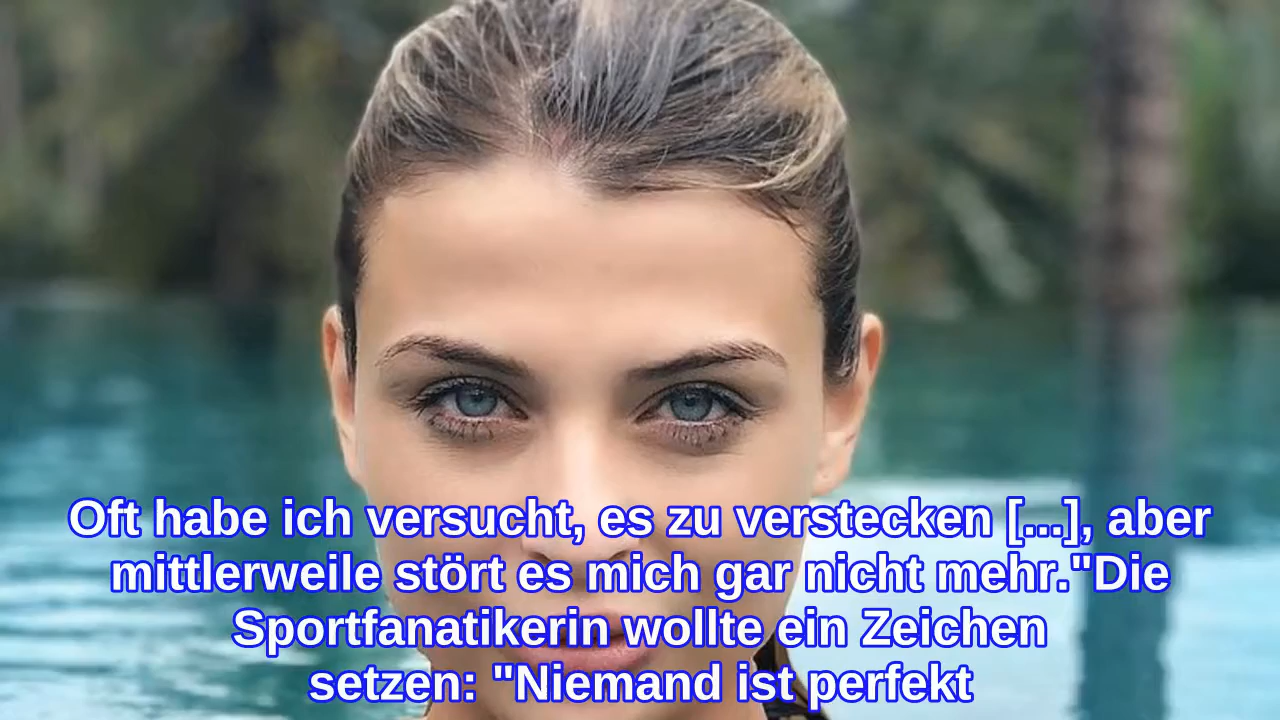 Oft habe ich versucht, es zu verstecken [...], aber
mittlerweile stört es mich gar nicht mehr."Die
Sportfanatikerin wollte ein Zeichen
setzen: "Niemand ist perfekt